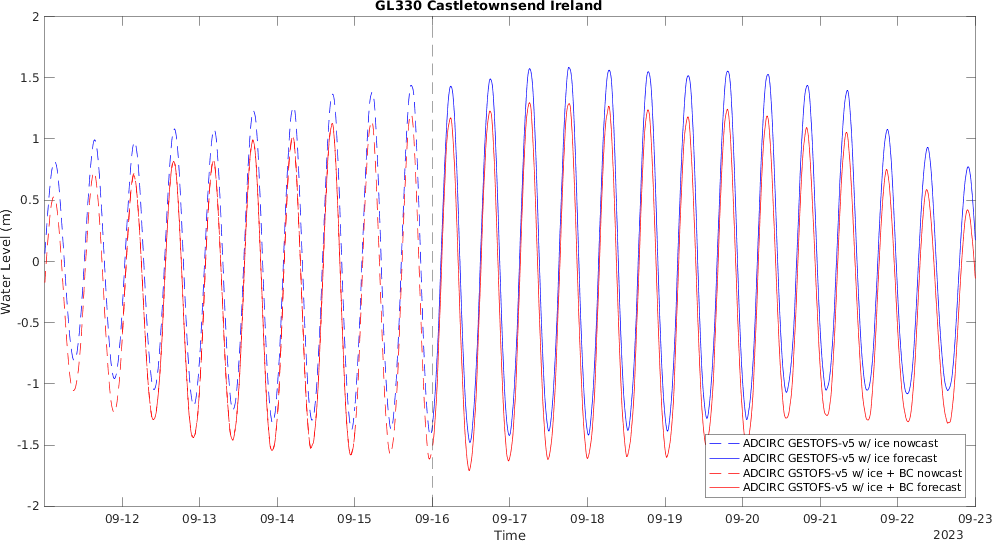 GL330 Castletownsend Ireland
2
1.5
1
0.5
0
-0.5
-1
-1.5
-2
Water Level (m)
ADCIRC GESTOFS-v5 w/ ice nowcast
ADCIRC GESTOFS-v5 w/ ice forecast
ADCIRC GSTOFS-v5 w/ ice + BC nowcast
ADCIRC GSTOFS-v5 w/ ice + BC forecast
09-12 09-13 09-14 09-15 09-16 09-17 09-18 09-19 09-20 09-21 09-22 09-23
Time
2023